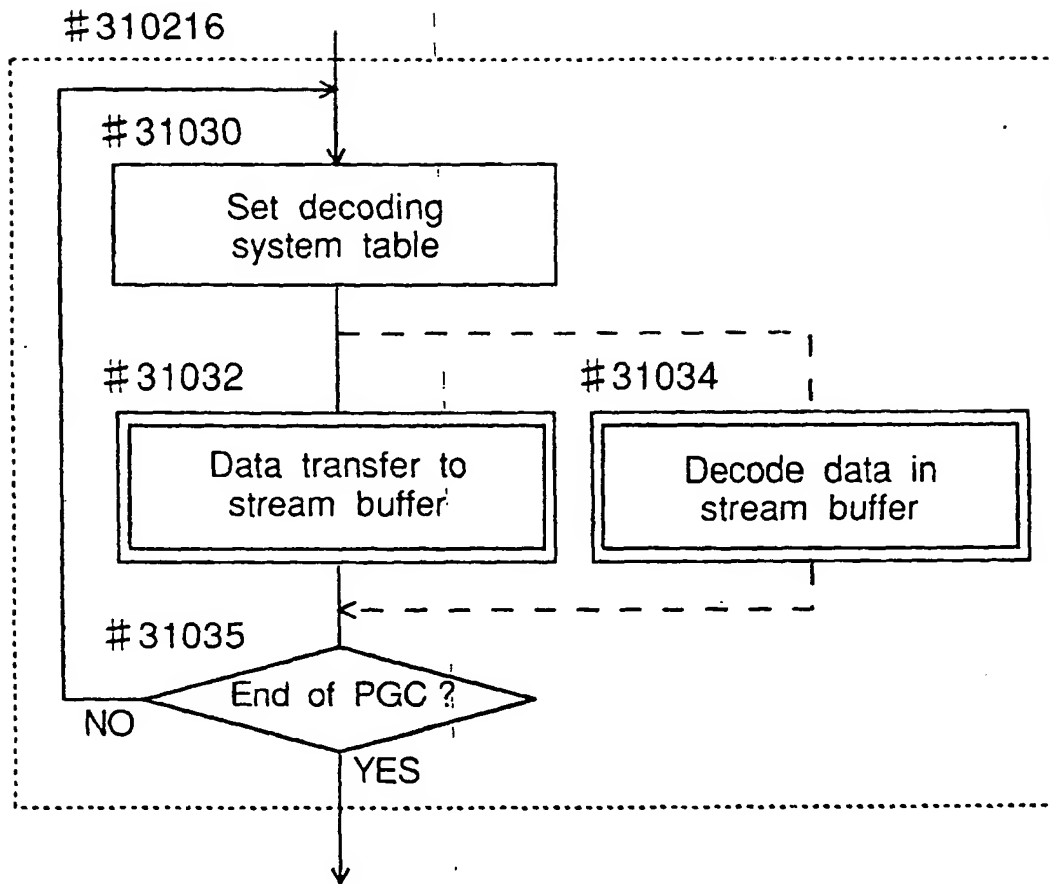 #310216
#31030
Set decoding
system table
#31032
#31034
Data transfer to
stream buffer
Decode data in
stream buffer
#31035
End of PGC ?
NO
YES